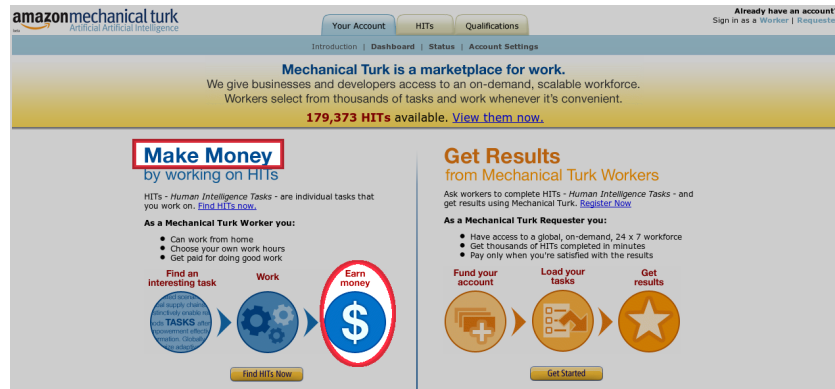 amazonmechanical turk
beta
Artificial Artificial Intelligence
Your Account
HITs
Qualifications
Already have an account
Sign in as a Worker | Requeste
Introduction | Dashboard | Status | Account Settings
Mechanical Turk is a marketplace for work.
We give businesses and developers access to an on-demand, scalable workforce.
Workers select from thousands of tasks and work whenever it's convenient.
179,373 HITs available. View them now.
Make Money
by working on HITs
HITs - Human Intelligence Tasks - are individual tasks that
you work on. Find HITs now.
As a Mechanical Turk Worker you:
• Can work from home
• Choose your own work hours
• Get paid for doing good work
Find an
interesting task
Work
Earn
money
TASKS
$
Find HITs Now
Get Results
from Mechanical Turk Workers
Ask workers to complete HITs - Human Intelligence Tasks - and
get results using Mechanical Turk. Register Now
As a Mechanical Turk Requester you:
• Have access to a global, on-demand, 24 x 7 workforce
• Get thousands of HITs completed in minutes
• Pay only when you're satisfied with the results
Fund your
account
Load your
tasks
Get
results
Get Started